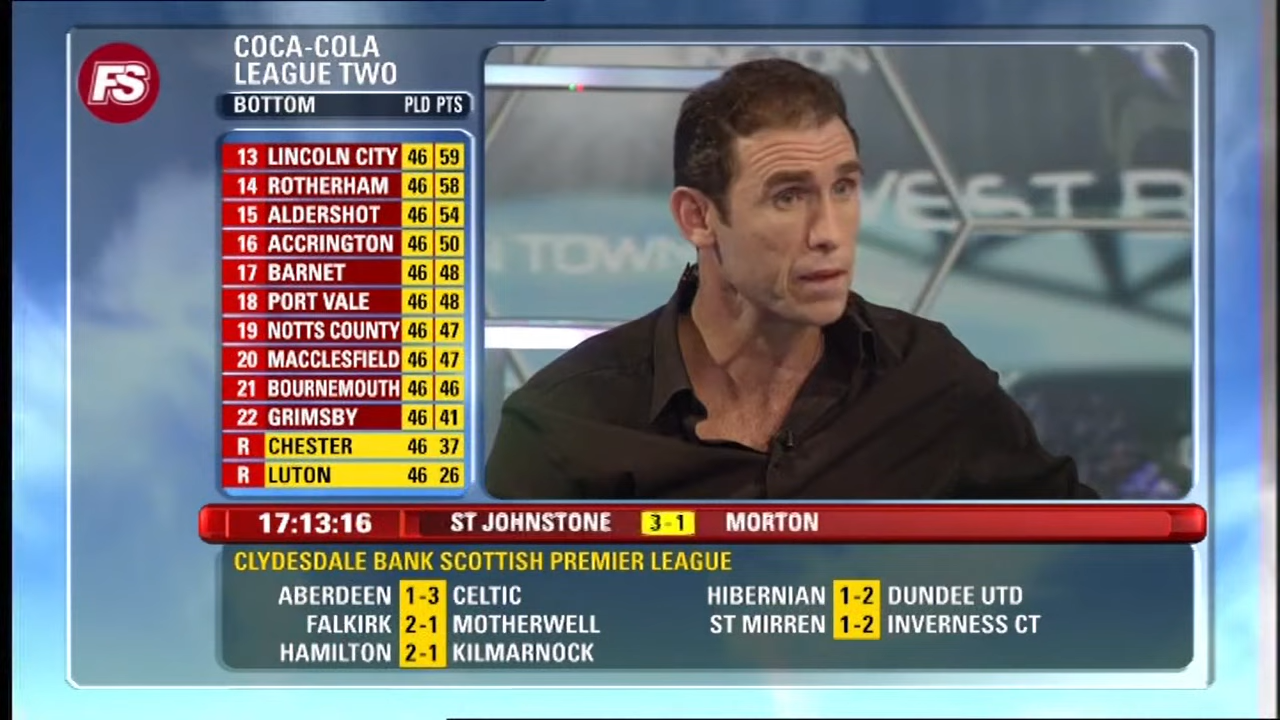 FS
COCA-COLA
LEAGUE TWO
BOTTOM PLD PTS
13 LINCOLN CITY 46 59
14 ROTHERHAM 46 58
15 ALDERSHOT 46 54
16 ACCRINGTON 46 50
17 BARNET 46 48
18 PORT VALE 46 48
19 NOTTS COUNTY 46 47
20 MACCLESFIELD 46 47
21 BOURNEMOUTH 46 46
22 GRIMSBY 46 41
R CHESTER 46 37
R LUTON 46 26
TOWN
WEST B
17:13:16 ST JOHNSTONE 3-1 MORTON
CLYDESDALE BANK SCOTTISH PREMIER LEAGUE
ABERDEEN 1-3 CELTIC HIBERNIAN 1-2 DUNDEE UTD
FALKIRK 2-1 MOTHERWELL ST MIRREN 1-2 INVERNESS CT
HAMILTON 2-1 KILMARNOCK